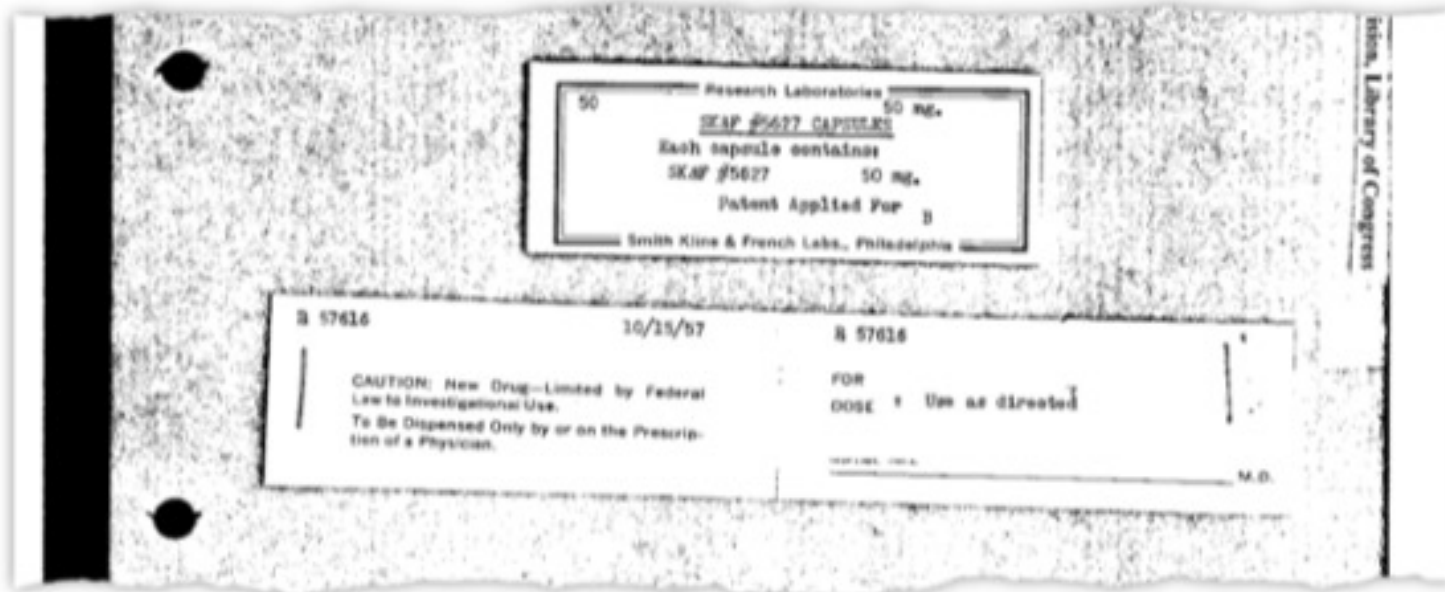 Research Laboratories
50 50 mg.
SK&F #5627 CAPSULES
Each capsule contains:
SK&F #5627 50 mg.
Patent Applied For B
Smith Kline & French Labs., Philadelphia
R 57616 10/15/57
CAUTION: New Drug—Limited by Federal
Law to Investigational Use.
To Be Dispensed Only by or on the Prescrip-
tion of a Physician.
R 57616
FOR
DOSE : Use as directed
M.D.
Library of Congress